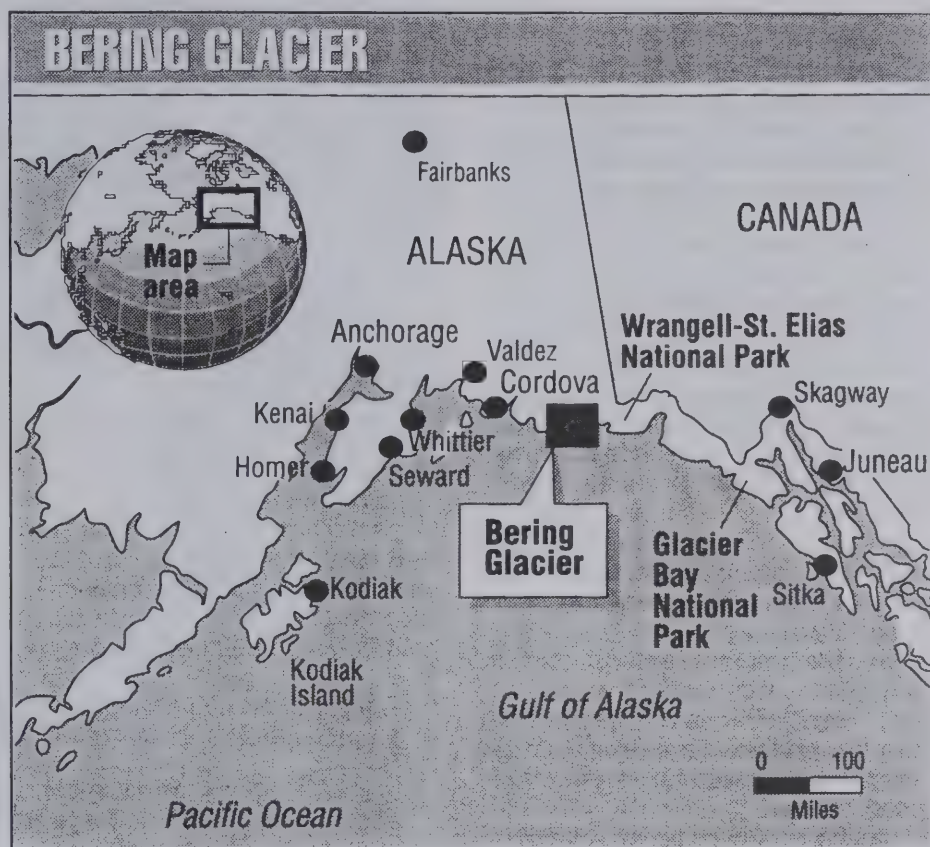 BERING GLACIER
Fairbanks
CANADA
ALASKA
Map
area
Wrangell-St. Elias
National Park
Anchorage
Valdez
Cordova
Skagway
Kenai
Whittier
Homer
Seward
Juneau
Bering
Glacier
Glacier
Bay
National
Park
Sitka
Kodiak
Kodiak
Island
Gulf of Alaska
0 100
Miles
Pacific Ocean